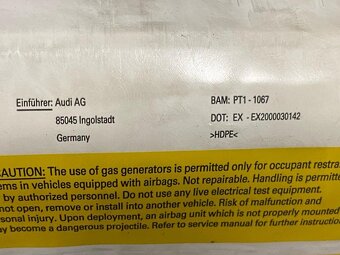 Einführer: Audi AG
85045 Ingolstadt
Germany
BAM: PT1 - 1067
DOT: EX - EX2000030142
>HDPE<
CAUTION: The use of gas generators is permitted only for occupant restra
ems in vehicles equipped with airbags. Not repairable. Handling is permitted
by authorized personnel. Do not use any live electrical test equipment.
not open, remove or install into another vehicle. Risk of malfunction and
rsonal injury. Upon deployment, an airbag unit which is not properly mounted
ay become a dangerous projectile. Refer to service manual for further instruction